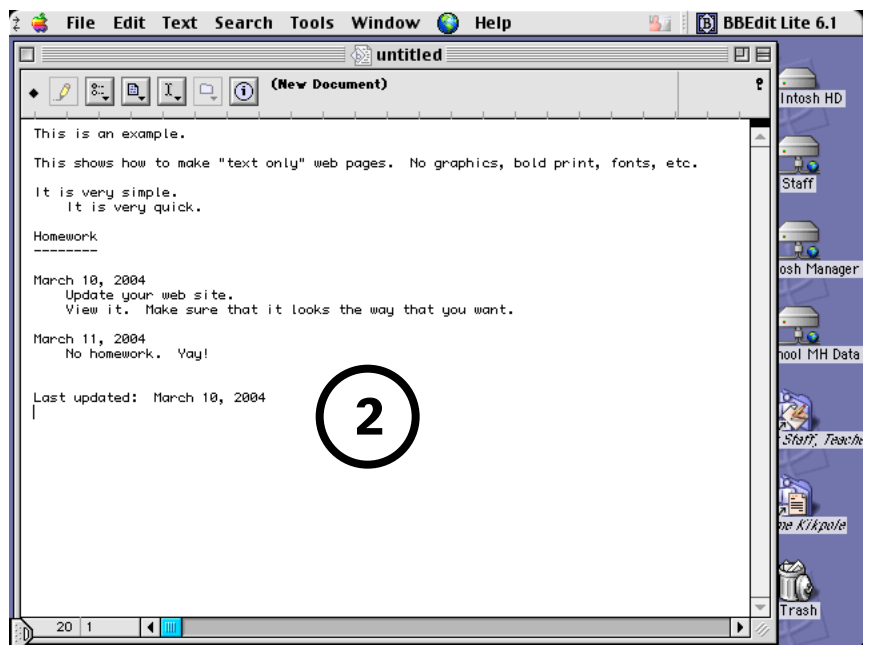 File Edit Text Search Tools Window Help BBEdit Lite 6.1
untitled
(New Document)
This is an example.
This shows how to make "text only" web pages.  No graphics, bold print, fonts, etc.
It is very simple.
    It is very quick.
Homework
--------
March 10, 2004
    Update your web site.
    View it.  Make sure that it looks the way that you want.
March 11, 2004
    No homework.  Yay!
Last updated:  March 10, 2004
2
20 1
intosh HD
Staff
osh Manager
ool MH Data
Staff, Teache
me Kikpole
Trash